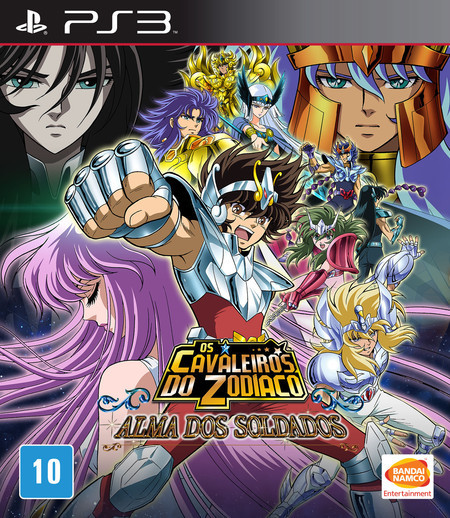 PS3
OS
CAVALEIROS
DO ZODÍACO
ALMA DOS SOLDADOS
10
BANDAI
NAMCO
Entertainment